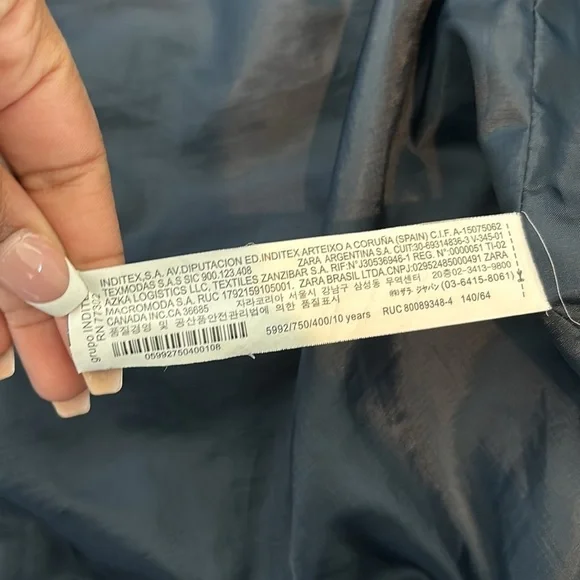 grupo INDITEX
INDITEX,S.A. AV.DIPUTACION ED.INDITEX ARTEIXO A CORUÑA (SPAIN) C.I.F. A-15075062
TEXMODAS S.A.S SIC 900.123.408 ZARA ARGENTINA S.A. CUIT:30-69314836-3 V-345-01
AZKA LOGISTICS LLC, TEXTILES ZANZIBAR S.A. RIF:N°J30536946-1 REG. N°0000051 TI-02
MACROMODA S.A. RUC 1792159105001. ZARA BRASIL LTDA.CNPJ:02952485000491 ZARA
CANADA INC.CA 36685 자라코리아 서울시 강남구 삼성동 무역센터 20층 02-3413-9800
품질경영 및 공산품안전관리법에 의한 품질표시 ㈱ザラ ジャパン (03-6415-8061)
5992/750/400/10 years RUC 80089348-4 140/64
05992750400108